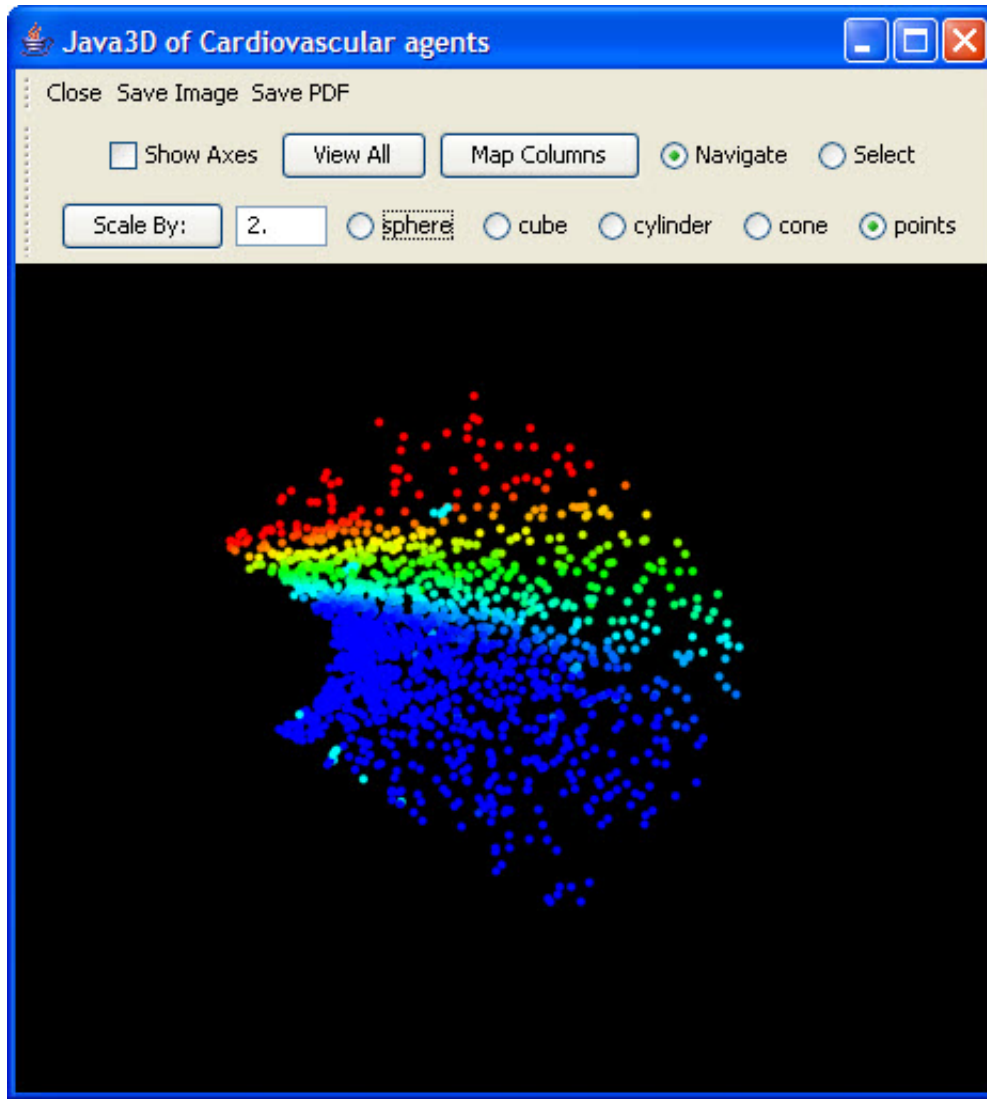 Java3D of Cardiovascular agents
Close Save Image Save PDF
Show Axes View All Map Columns Navigate Select
Scale By: 2. sphere cube cylinder cone points